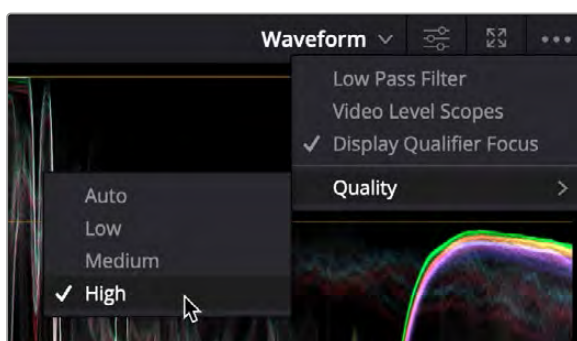 Waveform
Low Pass Filter
Video Level Scopes
✓ Display Qualifier Focus
Quality >
Auto
Low
Medium
✓ High